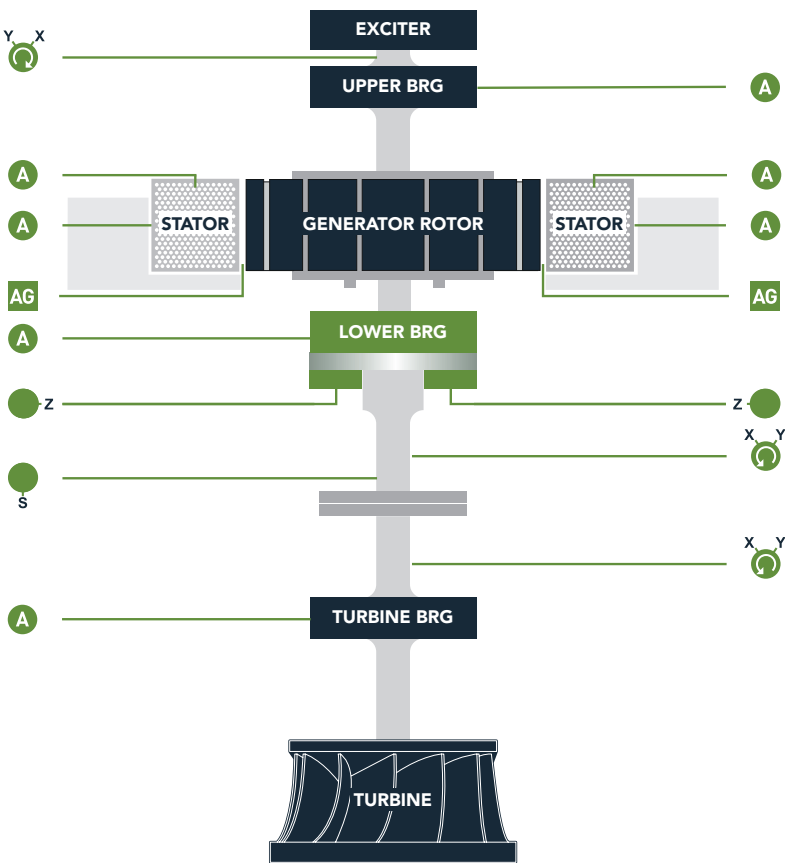 EXCITER
Y X
UPPER BRG
A
A
A
STATOR
GENERATOR ROTOR
STATOR
A
A
AG
AG
LOWER BRG
A
Z
Z
X Y
S
X Y
TURBINE BRG
A
TURBINE